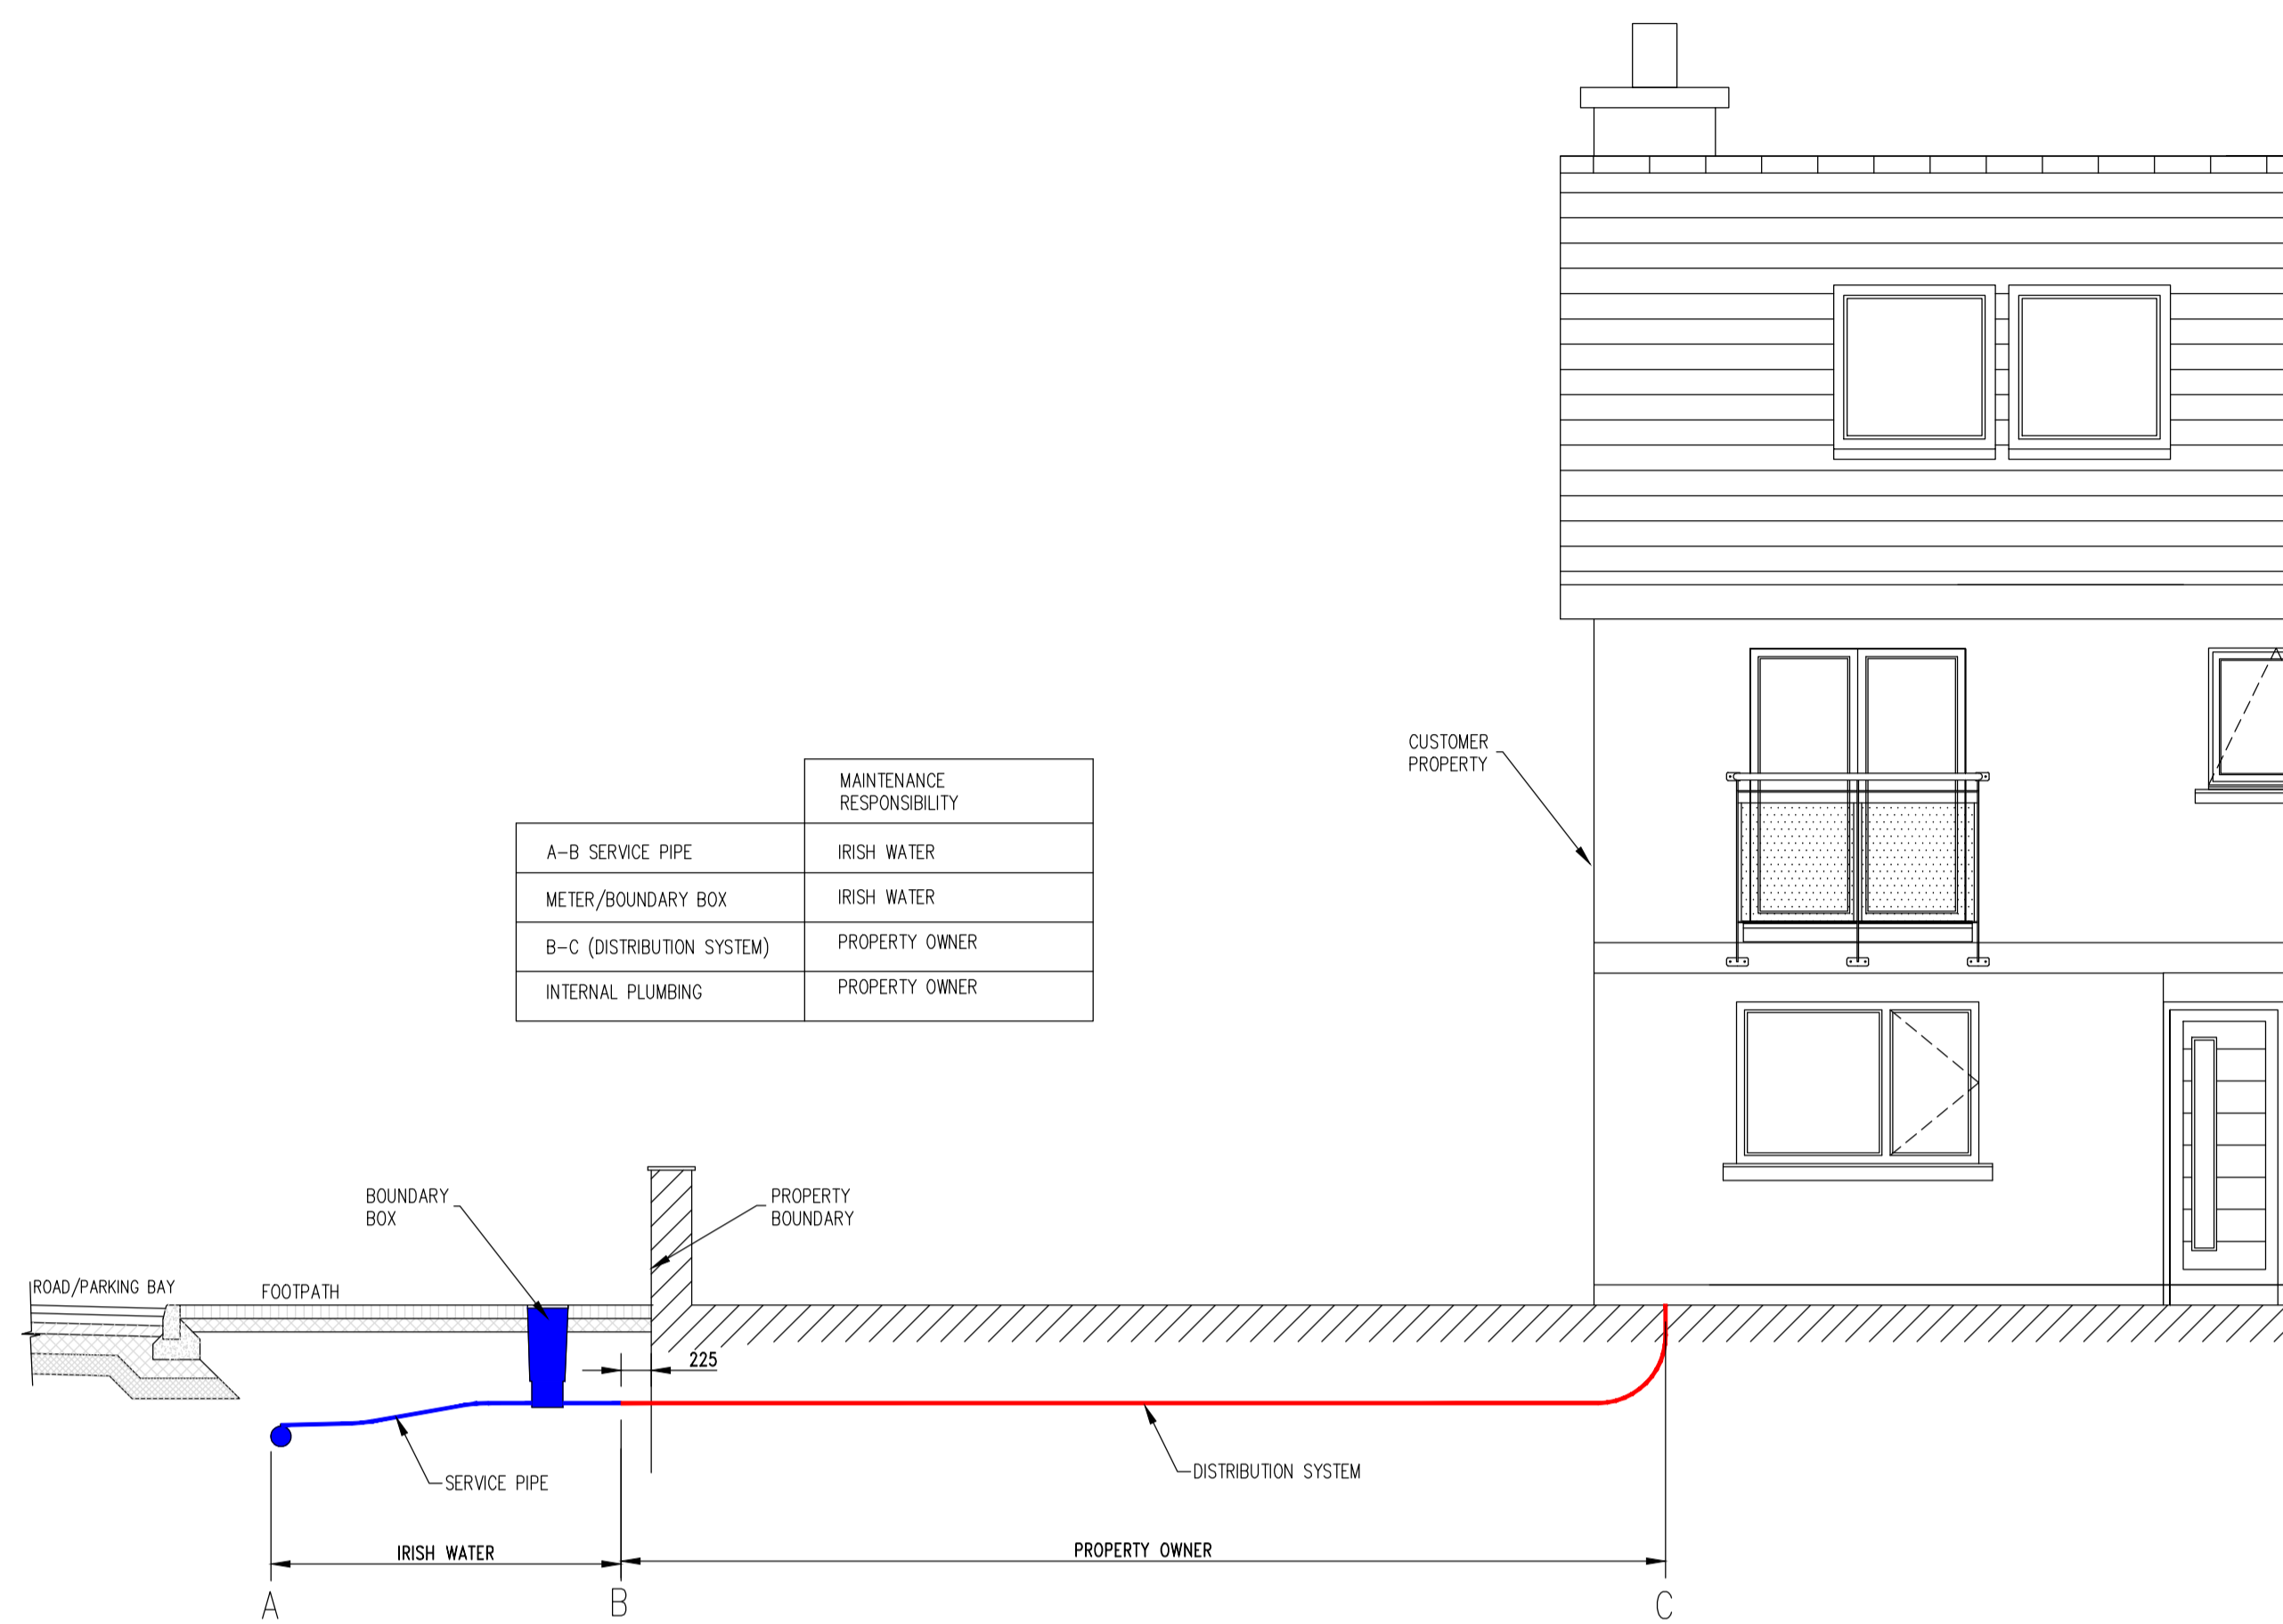 CUSTOMER
PROPERTY
MAINTENANCE
RESPONSIBILITY
A-B SERVICE PIPE
IRISH WATER
METER/BOUNDARY BOX
IRISH WATER
B-C (DISTRIBUTION SYSTEM)
PROPERTY OWNER
INTERNAL PLUMBING
PROPERTY OWNER
BOUNDARY
BOX
PROPERTY
BOUNDARY
ROAD/PARKING BAY
FOOTPATH
225
SERVICE PIPE
DISTRIBUTION SYSTEM
IRISH WATER
PROPERTY OWNER
A
B
C